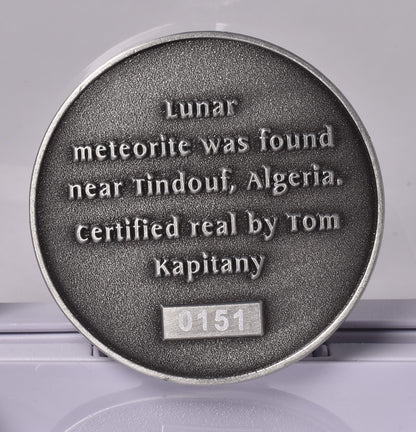 Lunar
meteorite was found
near Tindouf, Algeria.
Certified real by Tom
Kapitany
0151